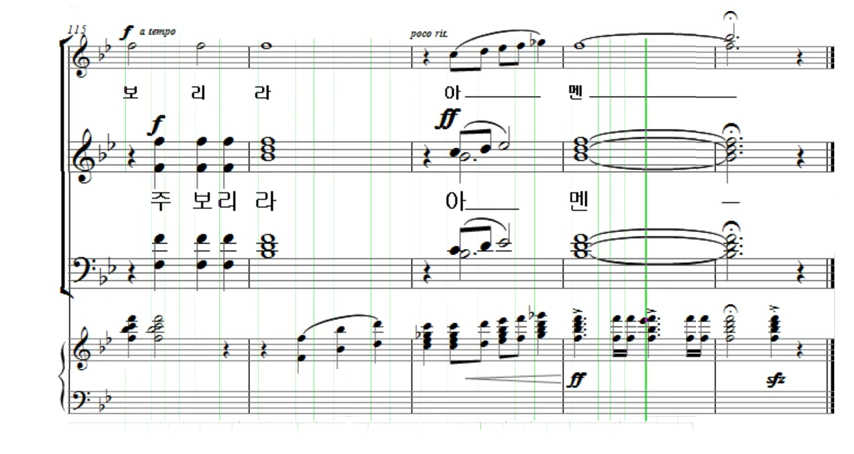 115 f a tempo poco rit.
보 리 라 아 멘
f ff
주 보 리 라 아 멘
ff sfz